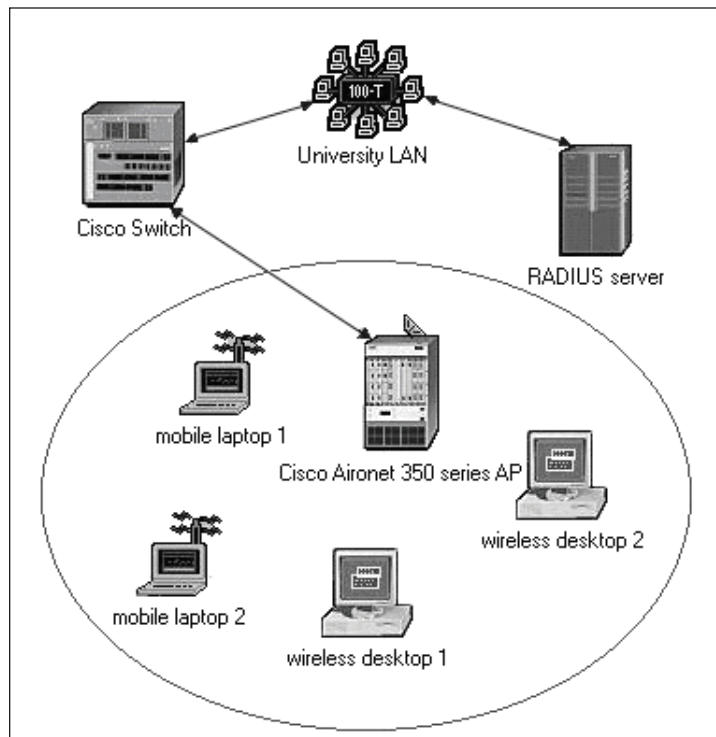 100-T
University LAN
Cisco Switch
RADIUS server
mobile laptop 1
Cisco Aironet 350 series AP
wireless desktop 2
mobile laptop 2
wireless desktop 1